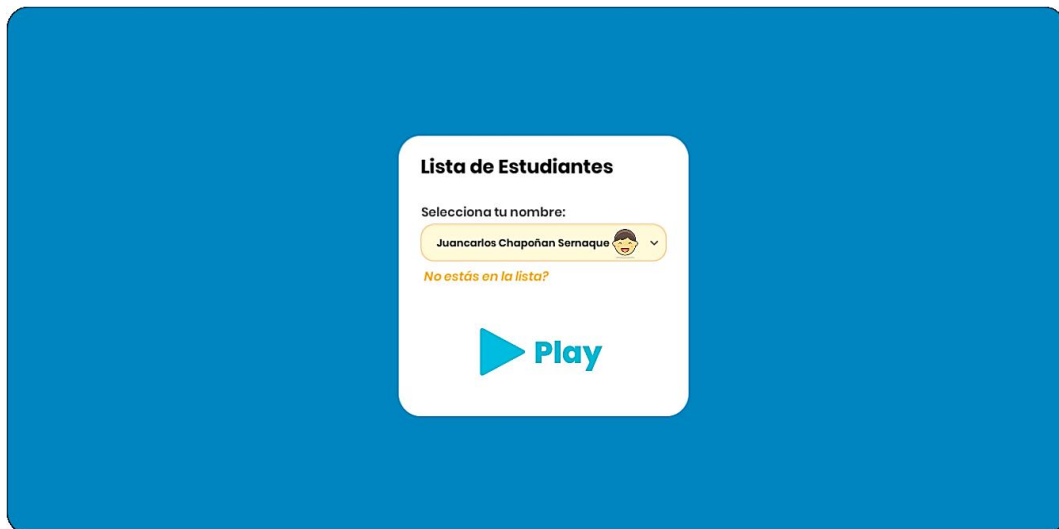 Lista de Estudiantes
Selecciona tu nombre:
Juancarlos Chapoñan Sernaque
No estás en la lista?
Play